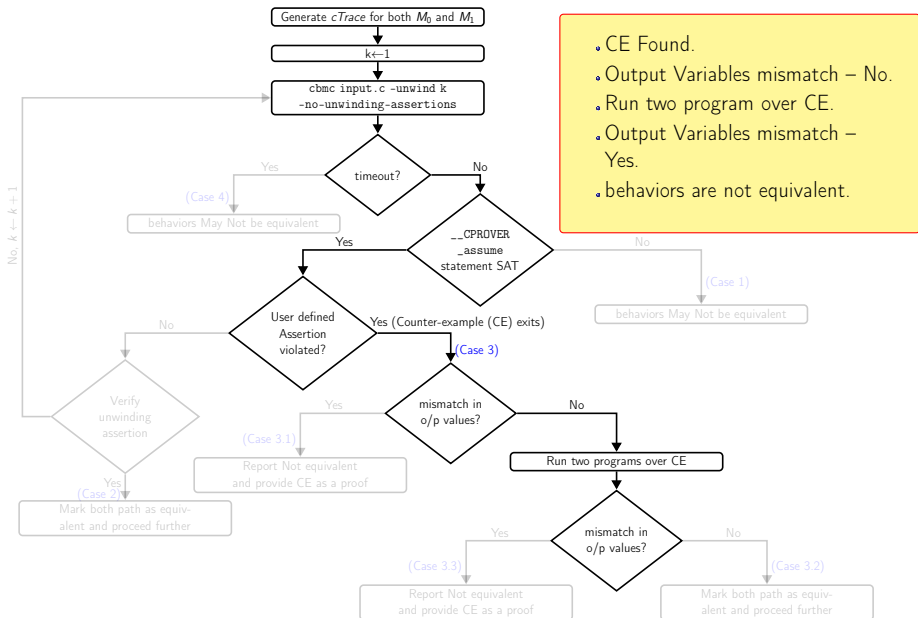 Generate cTrace for both M0 and M1
k←1
cbmc input.c -unwind k
-no-unwinding-assertions
timeout?
Yes
No
(Case 4)
behaviors May Not be equivalent
__CPROVER
_assume
statement SAT
Yes
No
(Case 1)
behaviors May Not be equivalent
User defined
Assertion
violated?
No
Yes (Counter-example (CE) exits)
(Case 3)
No, k ← k + 1
Verify
unwinding
assertion
Yes
(Case 2)
Mark both path as equiv-
alent and proceed further
mismatch in
o/p values?
Yes
No
(Case 3.1)
Report Not equivalent
and provide CE as a proof
Run two programs over CE
mismatch in
o/p values?
Yes
No
(Case 3.3)
(Case 3.2)
Report Not equivalent
and provide CE as a proof
Mark both path as equiv-
alent and proceed further
CE Found.
Output Variables mismatch – No.
Run two program over CE.
Output Variables mismatch –
Yes.
behaviors are not equivalent.